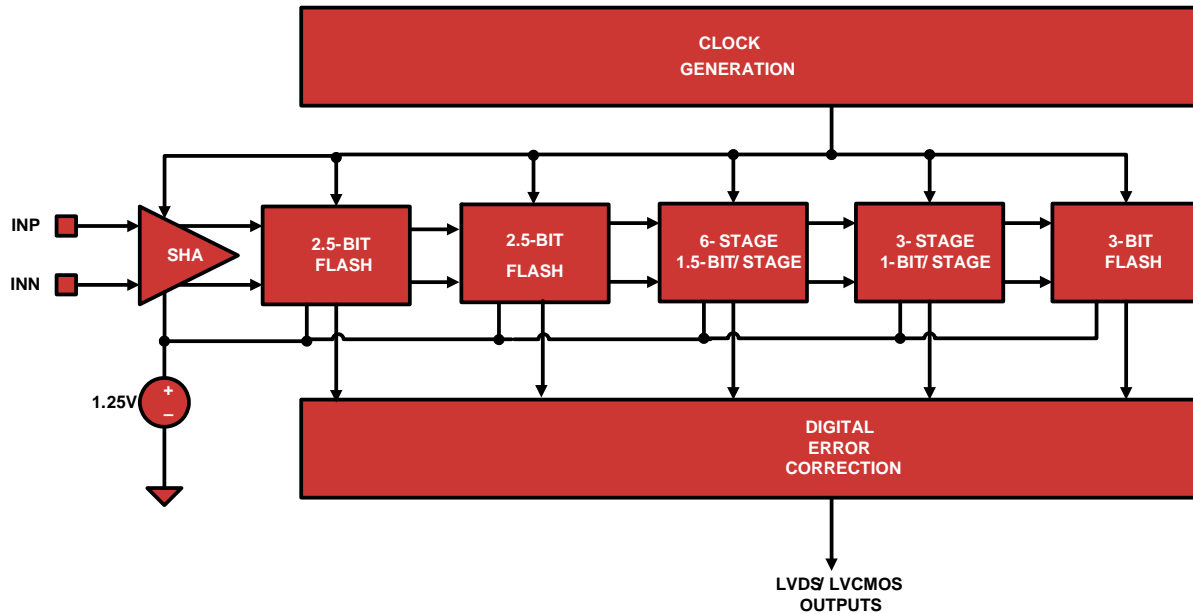 CLOCK
GENERATION
INP
INN
SHA
2.5-BIT
FLASH
2.5-BIT
FLASH
6- STAGE
1.5-BIT/ STAGE
3- STAGE
1-BIT/ STAGE
3-BIT
FLASH
1.25V
+
–
DIGITAL
ERROR
CORRECTION
LVDS/ LVCMOS
OUTPUTS